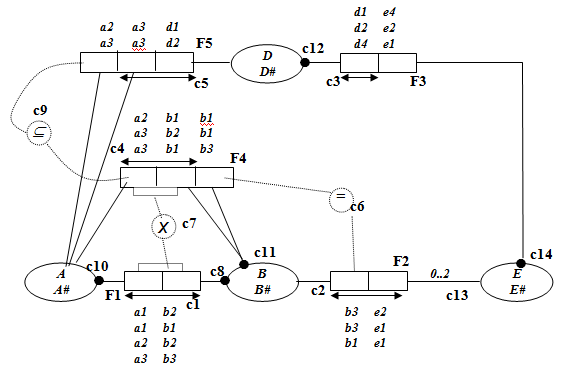 a2 a3 d1
a3 a3 d2
F5
D
D#
c12
d1 e4
d2 e2
d4 e1
c3
F3
c5
c9
⊆
a2 b1 b1
a3 b2 b1
a3 b1 b3
c4
F4
=
c6
X
c7
A
A#
c10
F1
c1
c8
c11
B
B#
c2
F2
0..2
c13
c14
E
E#
a1 b2
a1 b1
a2 b2
a3 b3
b3 e2
b3 e1
b1 e1